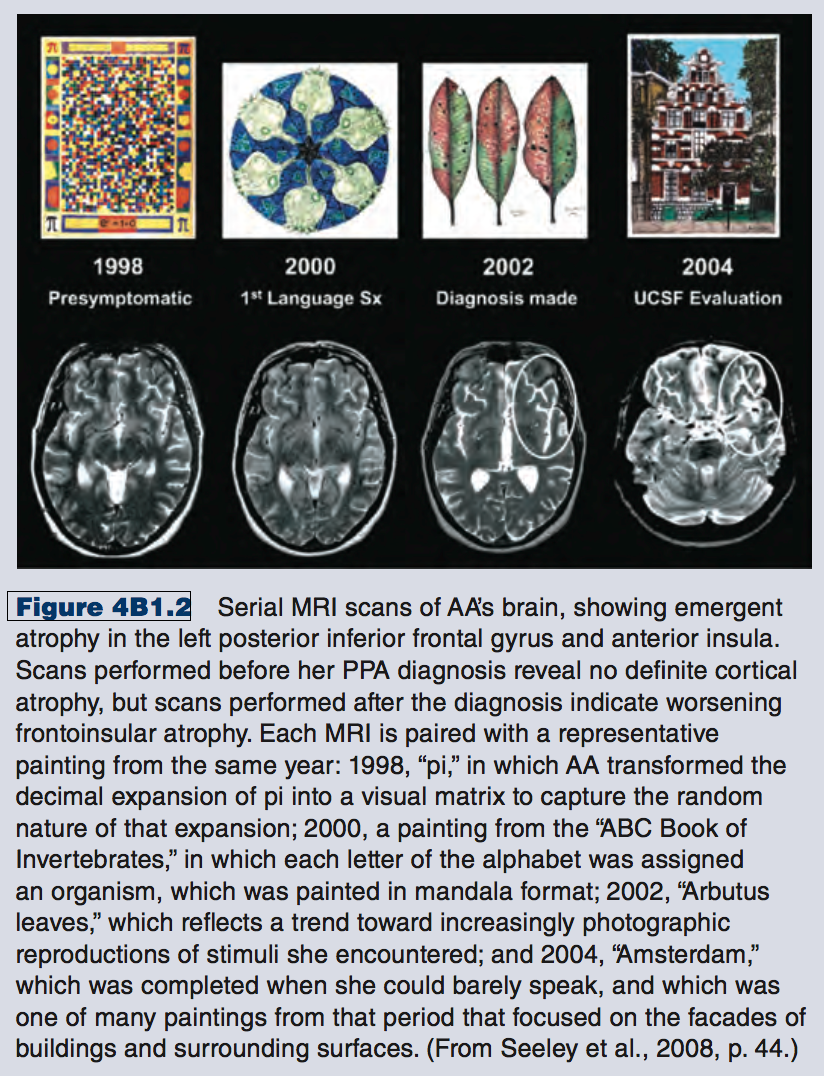 π π
π e^iπ = -1+0 π
1998
2000
2002
2004
Presymptomatic
1st Language Sx
Diagnosis made
UCSF Evaluation
Figure 4B1.2 Serial MRI scans of AA's brain, showing emergent
atrophy in the left posterior inferior frontal gyrus and anterior insula.
Scans performed before her PPA diagnosis reveal no definite cortical
atrophy, but scans performed after the diagnosis indicate worsening
frontoinsular atrophy. Each MRI is paired with a representative
painting from the same year: 1998, “pi,” in which AA transformed the
decimal expansion of pi into a visual matrix to capture the random
nature of that expansion; 2000, a painting from the “ABC Book of
Invertebrates,” in which each letter of the alphabet was assigned
an organism, which was painted in mandala format; 2002, “Arbutus
leaves,” which reflects a trend toward increasingly photographic
reproductions of stimuli she encountered; and 2004, “Amsterdam,”
which was completed when she could barely speak, and which was
one of many paintings from that period that focused on the facades of
buildings and surrounding surfaces. (From Seeley et al., 2008, p. 44.)